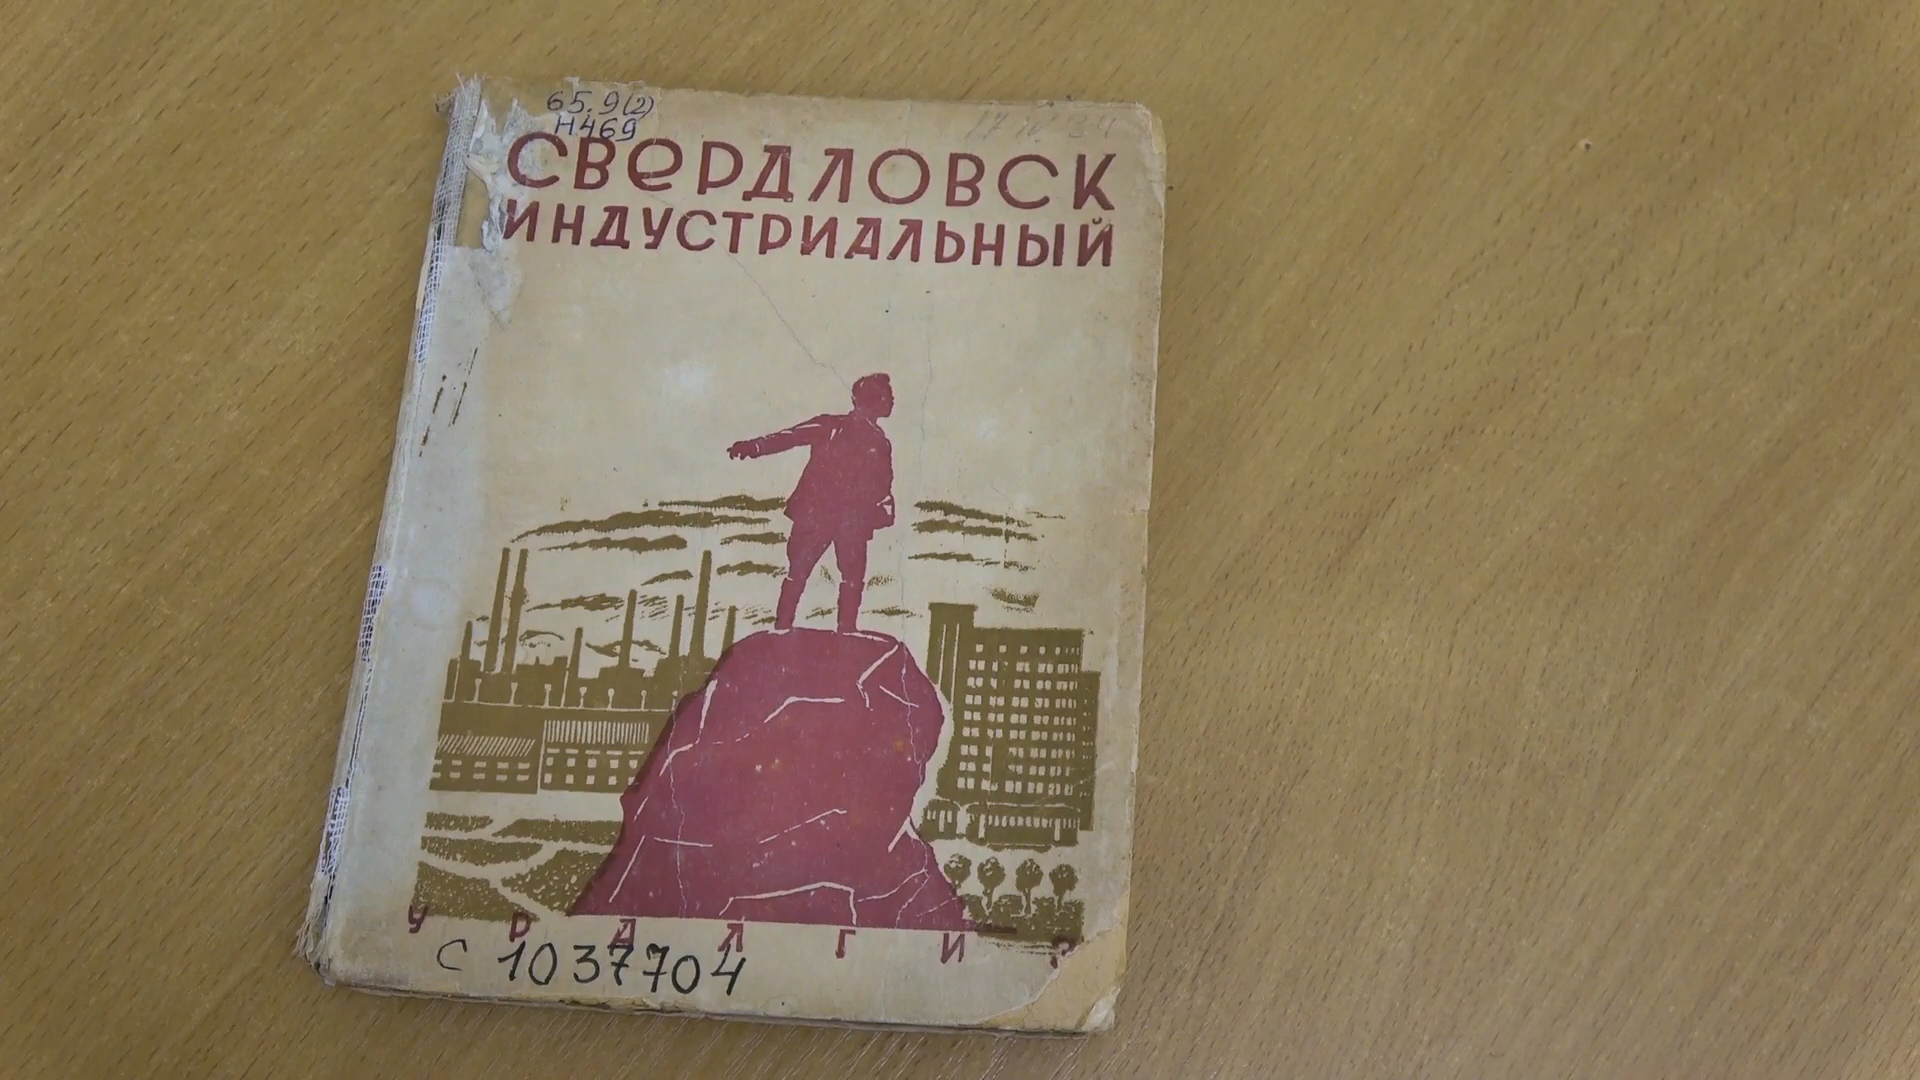 65.9(2)
Н469
СВЕРДЛОВСК
ИНДУСТРИАЛЬНЫЙ
УРАЛГИЗ
С 1037704